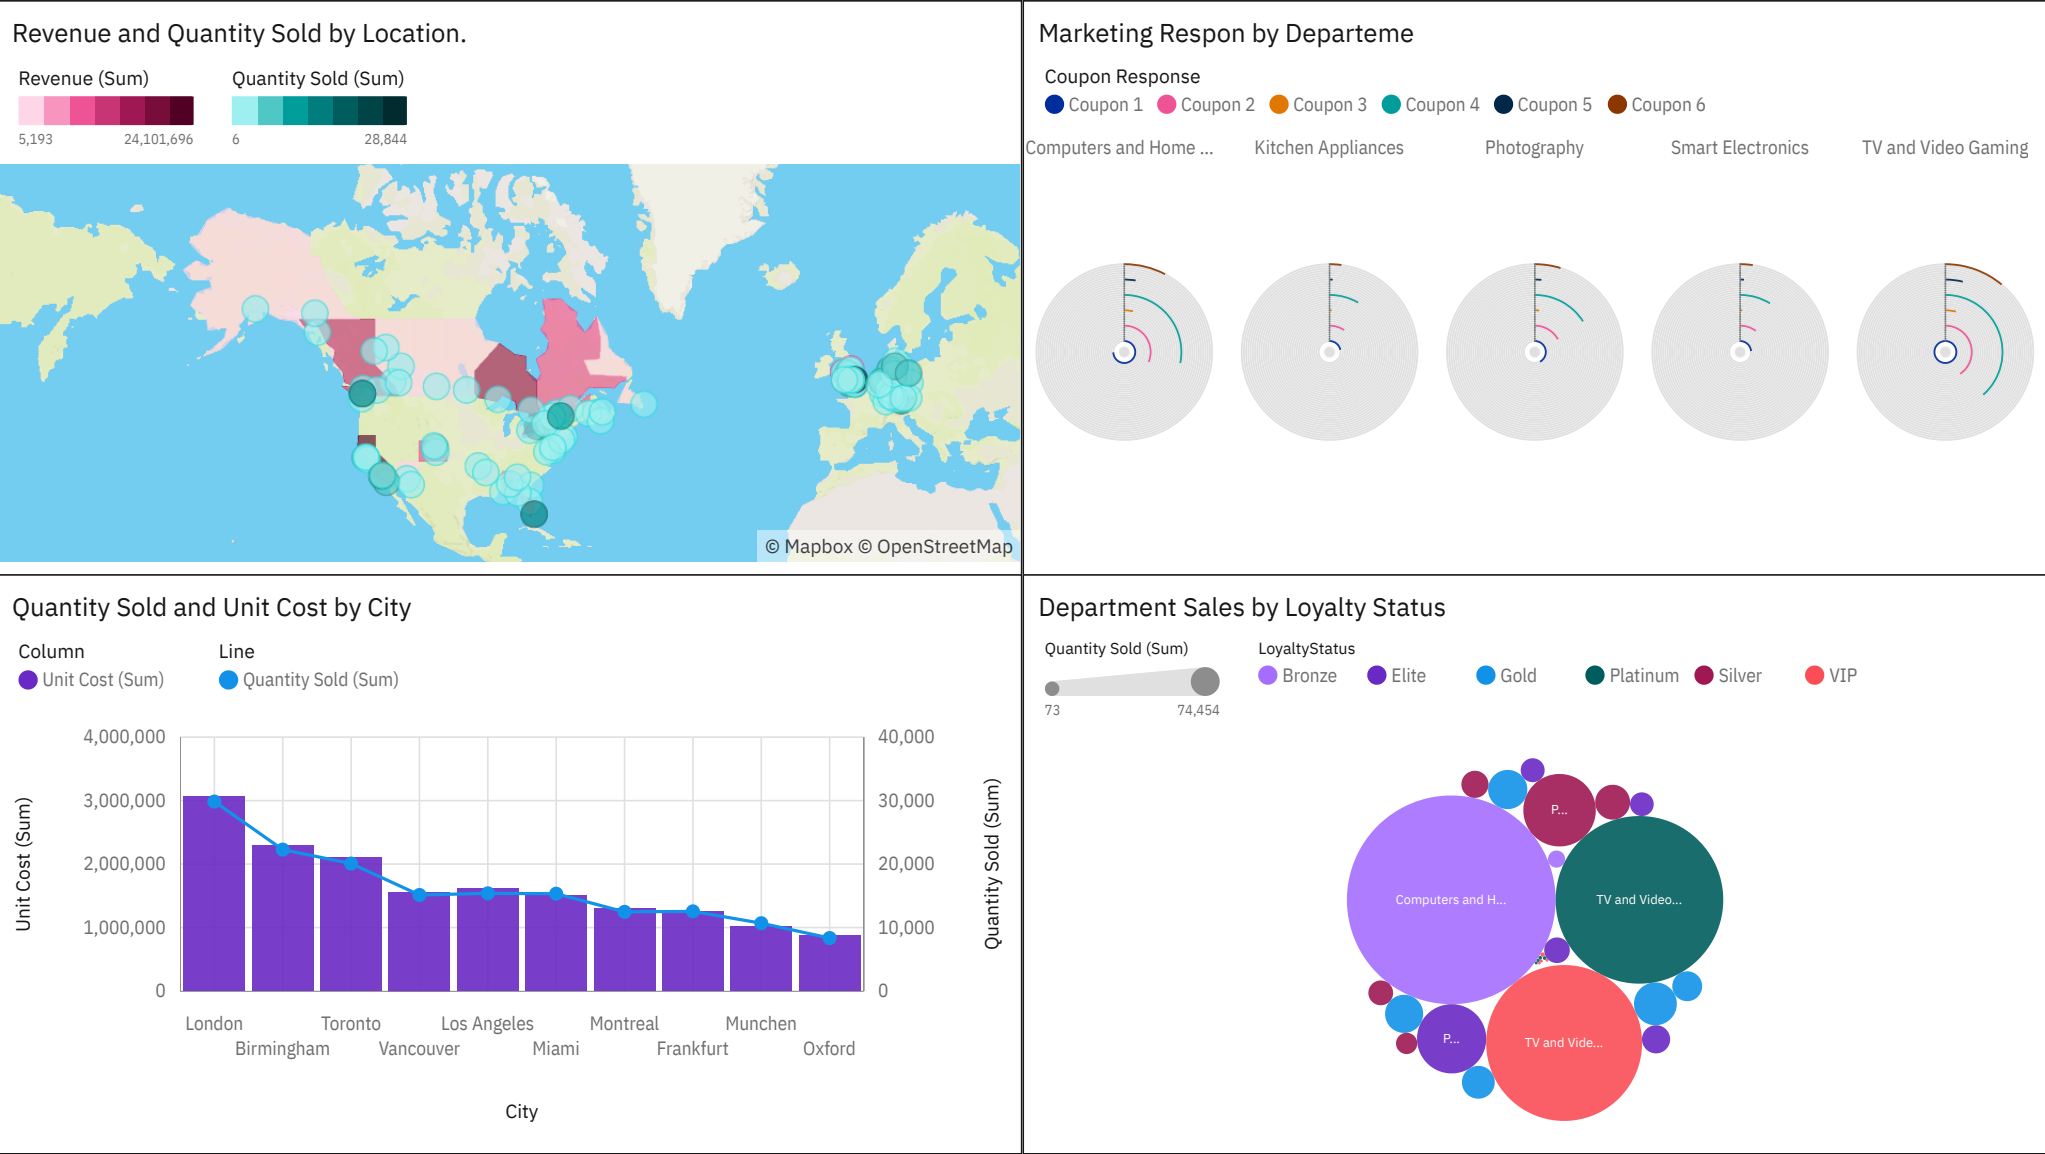 Revenue and Quantity Sold by Location.
Revenue (Sum)
5,193 24,101,696
Quantity Sold (Sum)
6 28,844
© Mapbox © OpenStreetMap
Marketing Respon by Departeme
Coupon Response
Coupon 1 Coupon 2 Coupon 3 Coupon 4 Coupon 5 Coupon 6
Computers and Home ... Kitchen Appliances Photography Smart Electronics TV and Video Gaming
Quantity Sold and Unit Cost by City
Column
Unit Cost (Sum)
Line
Quantity Sold (Sum)
Unit Cost (Sum)
4,000,000
3,000,000
2,000,000
1,000,000
0
40,000
30,000
20,000
10,000
0
Quantity Sold (Sum)
London Toronto Los Angeles Montreal Munchen
Birmingham Vancouver Miami Frankfurt Oxford
City
Department Sales by Loyalty Status
Quantity Sold (Sum)
73 74,454
LoyaltyStatus
Bronze Elite Gold Platinum Silver VIP
P...
Computers and H...
TV and Video...
P...
TV and Vide...